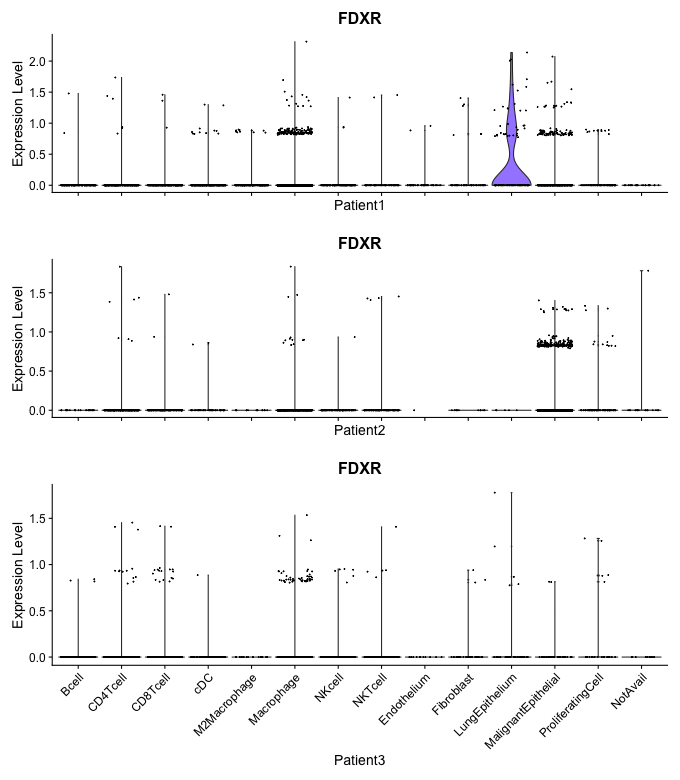 FDXR
Expression Level
2.0
1.5
1.0
0.5
0.0
Patient1
FDXR
Expression Level
1.5
1.0
0.5
0.0
Patient2
FDXR
Expression Level
1.5
1.0
0.5
0.0
Bcell
CD4Tcell
CD8Tcell
cDC
M2Macrophage
Macrophage
NKcell
NKTcell
Endothelium
Fibroblast
LungEpithelium
MalignantEpithelial
ProliferatingCell
NotAvail
Patient3